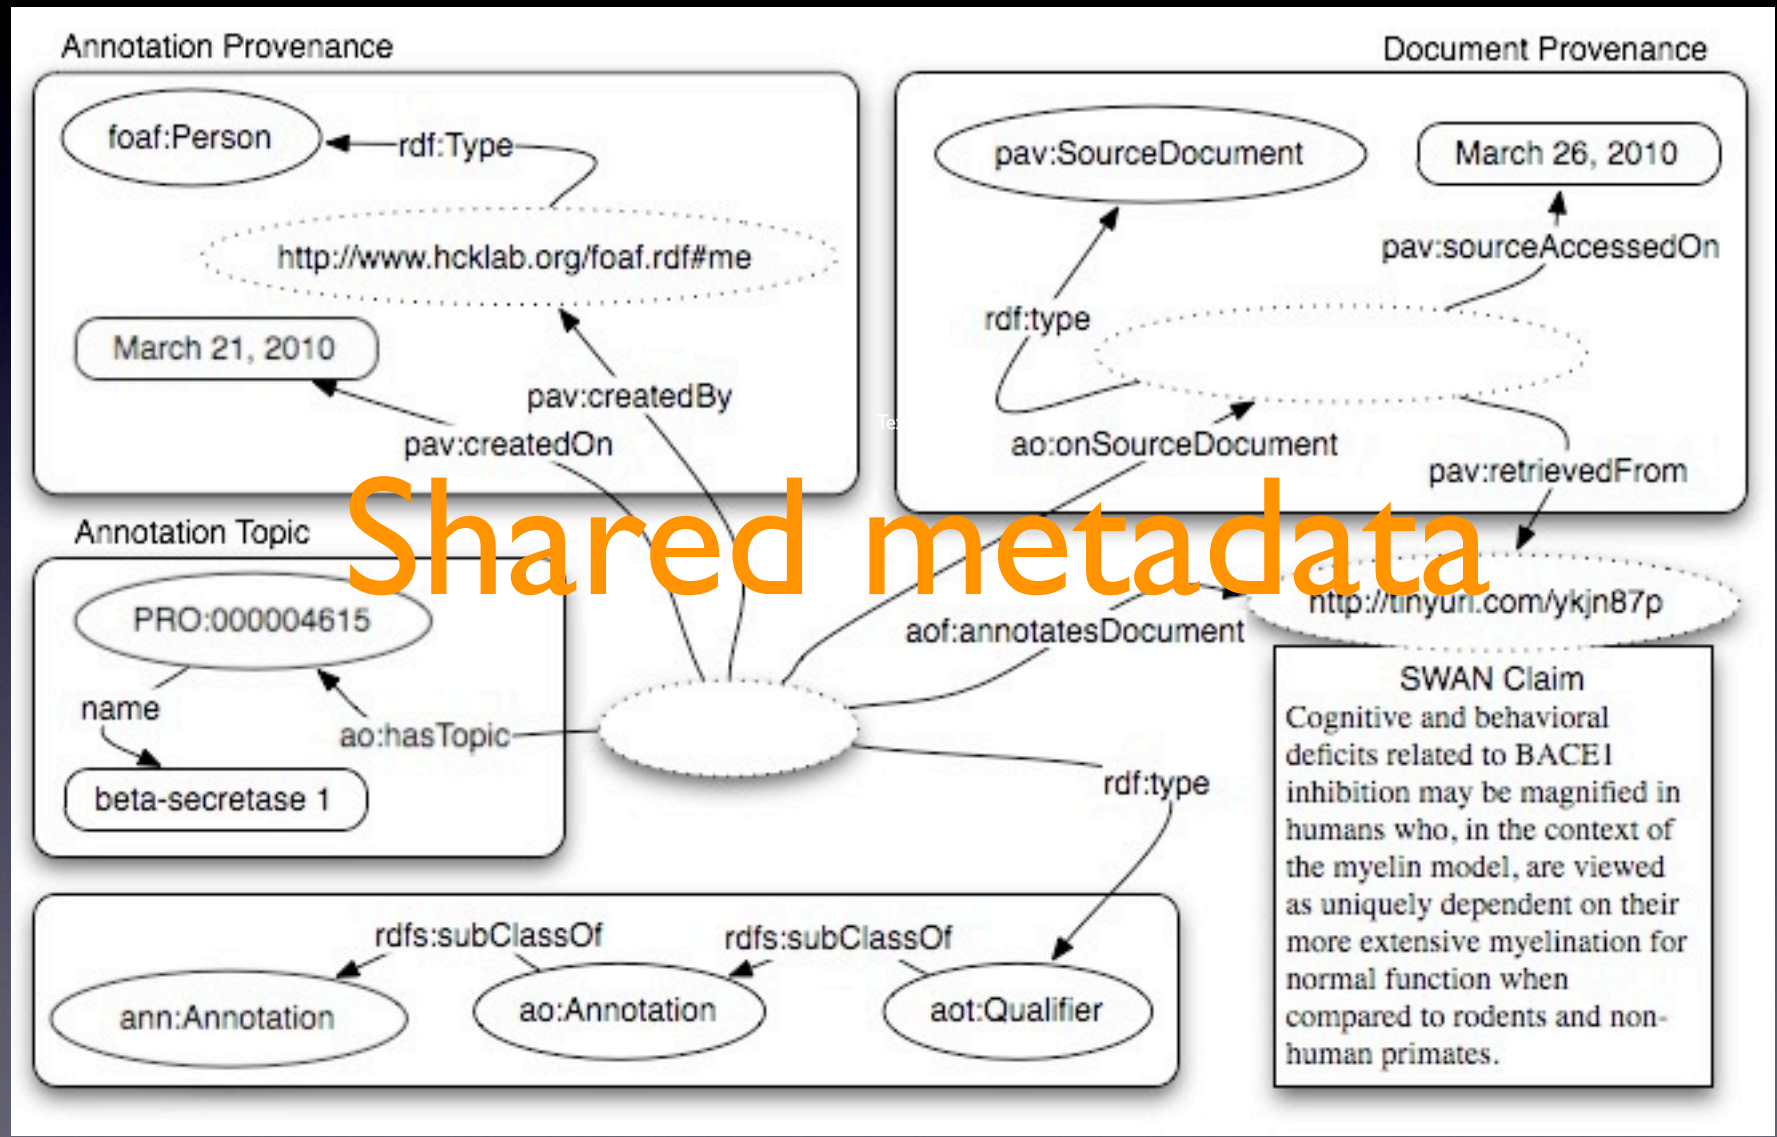 Annotation Provenance
Document Provenance
foaf:Person
rdf:Type
pav:SourceDocument
March 26, 2010
http://www.hcklab.org/foaf.rdf#me
pav:sourceAccessedOn
rdf:type
March 21, 2010
pav:createdBy
pav:createdOn
ao:onSourceDocument
pav:retrievedFrom
Shared metadata
Annotation Topic
PRO:000004615
http://tinyurl.com/ykjn87p
aof:annotatesDocument
name
ao:hasTopic
beta-secretase 1
rdf:type
SWAN Claim
Cognitive and behavioral
deficits related to BACE1
inhibition may be magnified in
humans who, in the context of
the myelin model, are viewed
as uniquely dependent on their
more extensive myelination for
normal function when
compared to rodents and non-
human primates.
rdfs:subClassOf
rdfs:subClassOf
ann:Annotation
ao:Annotation
aot:Qualifier